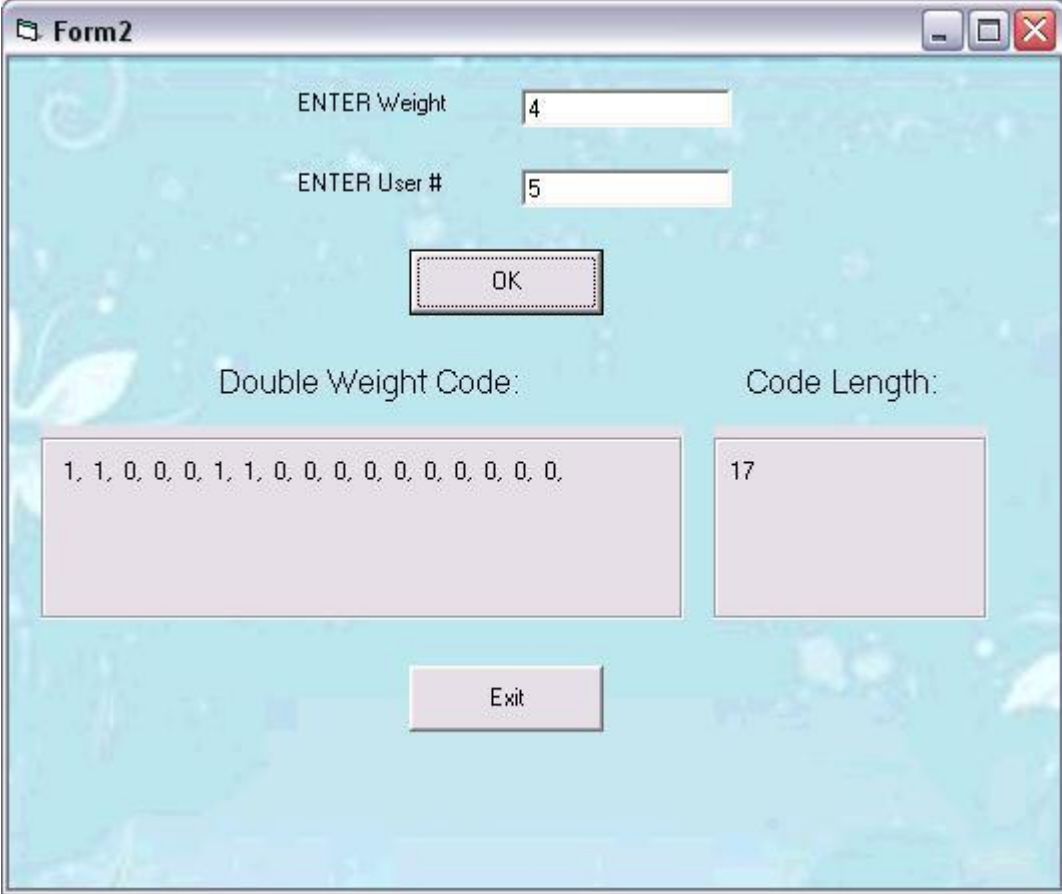 Form2
ENTER Weight 4
ENTER User # 5
OK
Double Weight Code: Code Length:
1, 1, 0, 0, 0, 1, 1, 0, 0, 0, 0, 0, 0, 0, 0, 0, 0, 17
Exit